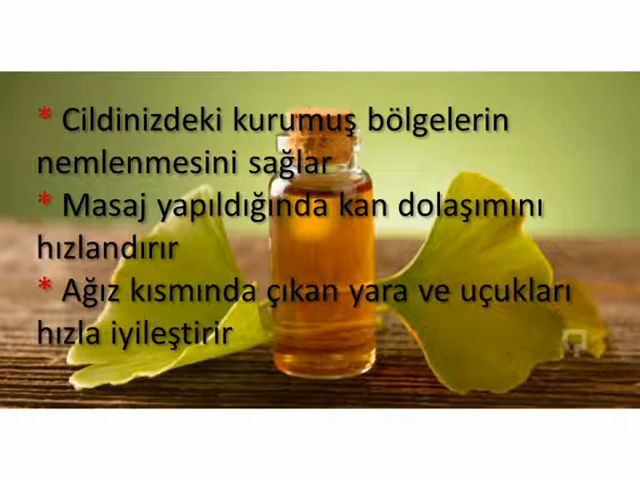 * Cildinizdeki kurumuş bölgelerin
nemlenmesini sağlar
* Masaj yapıldığında kan dolaşımını
hızlandırır
* Ağız kısmında çıkan yara ve uçukları
hızla iyileştirir